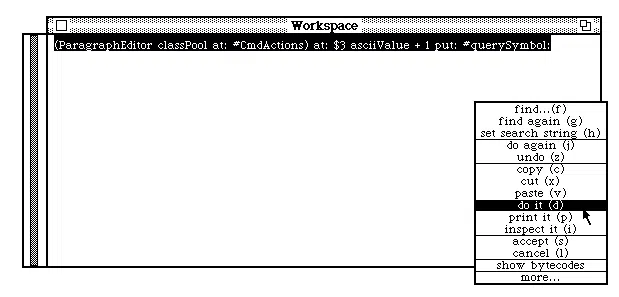 Workspace
(ParagraphEditor classPool at: #CmdActions) at: $3 asciiValue + 1 put: #querySymbol:
find...(f)
find again (g)
set search string (h)
do again (j)
undo (z)
copy (c)
cut (x)
paste (v)
do it (d)
print it (p)
inspect it (i)
accept (s)
cancel (l)
show bytecodes
more...